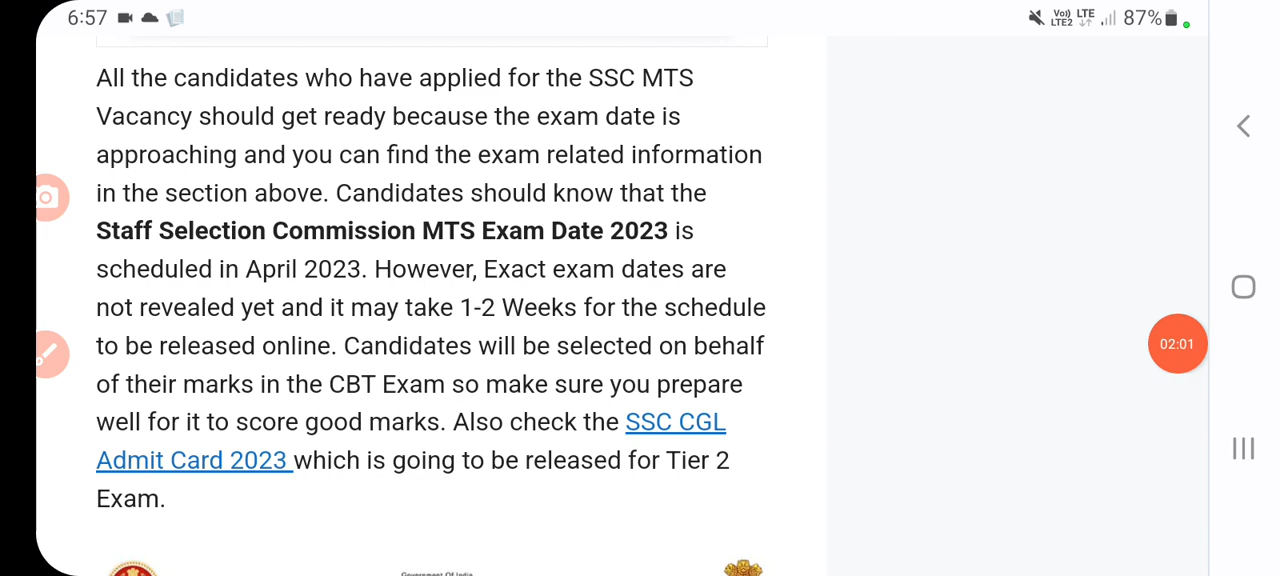 6:57
Vo)) LTE
LTE2
87%
All the candidates who have applied for the SSC MTS
Vacancy should get ready because the exam date is
approaching and you can find the exam related information
in the section above. Candidates should know that the
Staff Selection Commission MTS Exam Date 2023 is
scheduled in April 2023. However, Exact exam dates are
not revealed yet and it may take 1-2 Weeks for the schedule
to be released online. Candidates will be selected on behalf
of their marks in the CBT Exam so make sure you prepare
well for it to score good marks. Also check the SSC CGL
Admit Card 2023 which is going to be released for Tier 2
Exam.
02:01
Government Of India